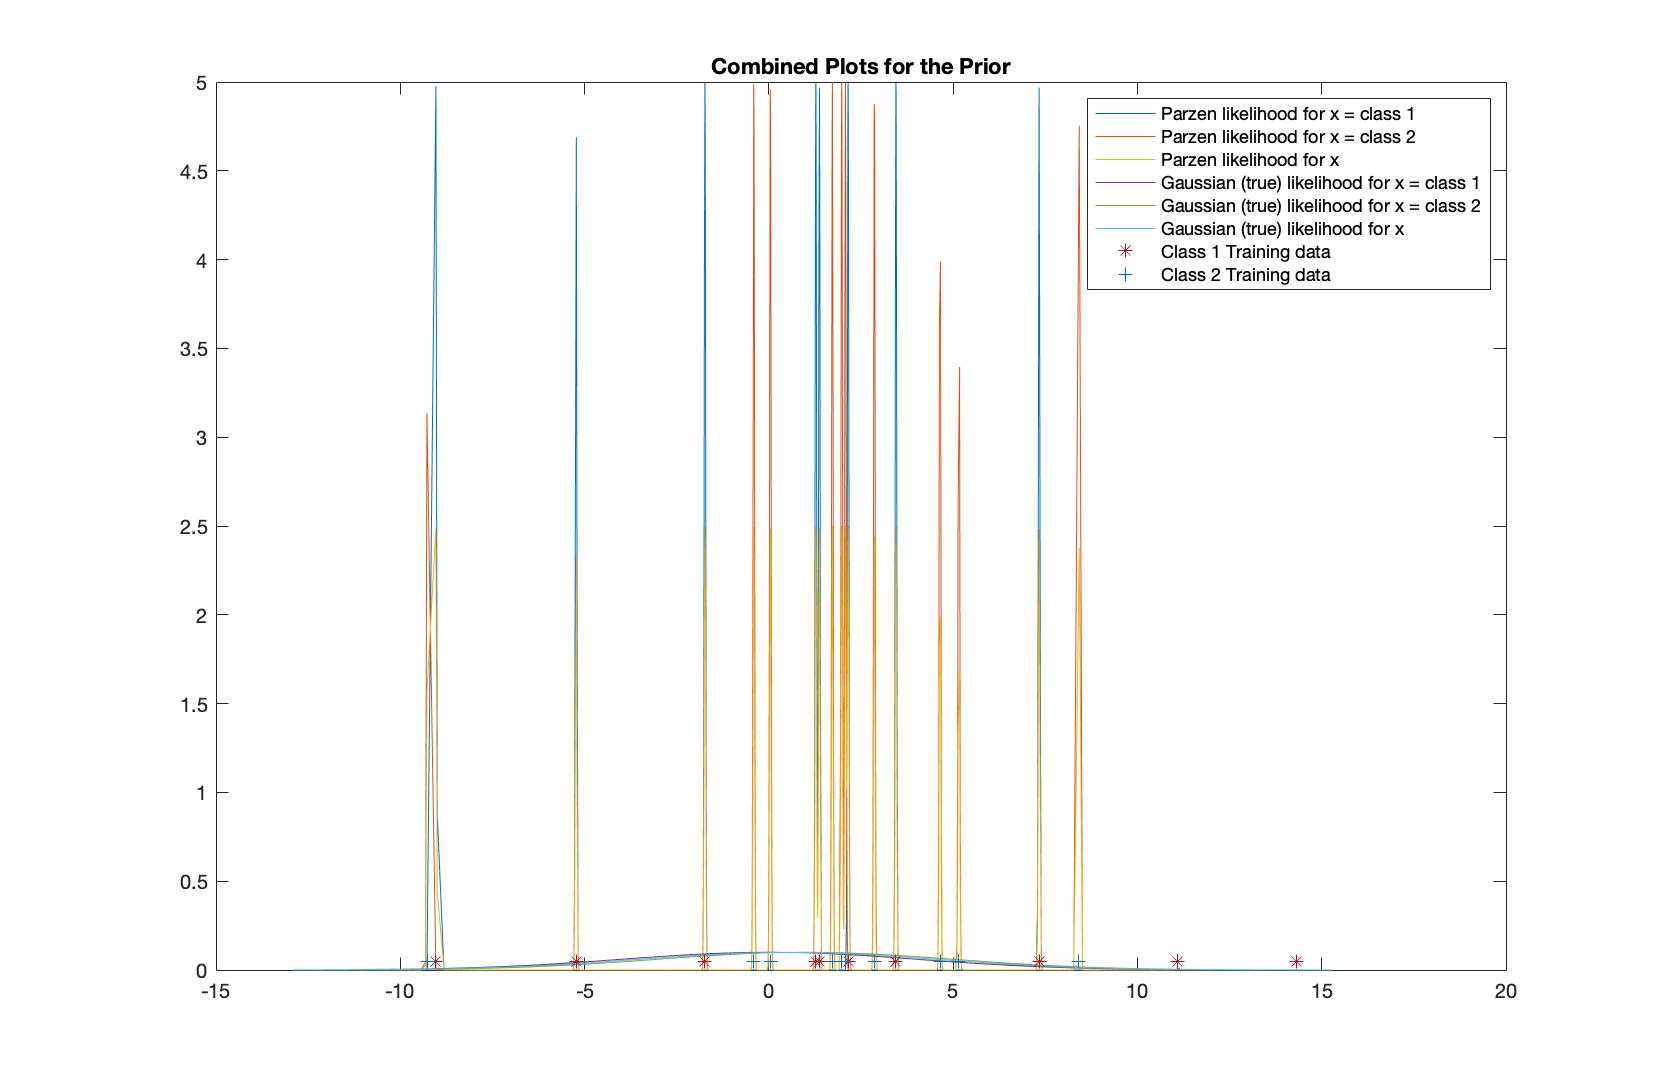 Combined Plots for the Prior
5
4.5
4
3.5
3
2.5
2
1.5
1
0.5
0
-15
-10
-5
0
5
10
15
20
Parzen likelihood for x = class 1
Parzen likelihood for x = class 2
Parzen likelihood for x
Gaussian (true) likelihood for x = class 1
Gaussian (true) likelihood for x = class 2
Gaussian (true) likelihood for x
Class 1 Training data
Class 2 Training data